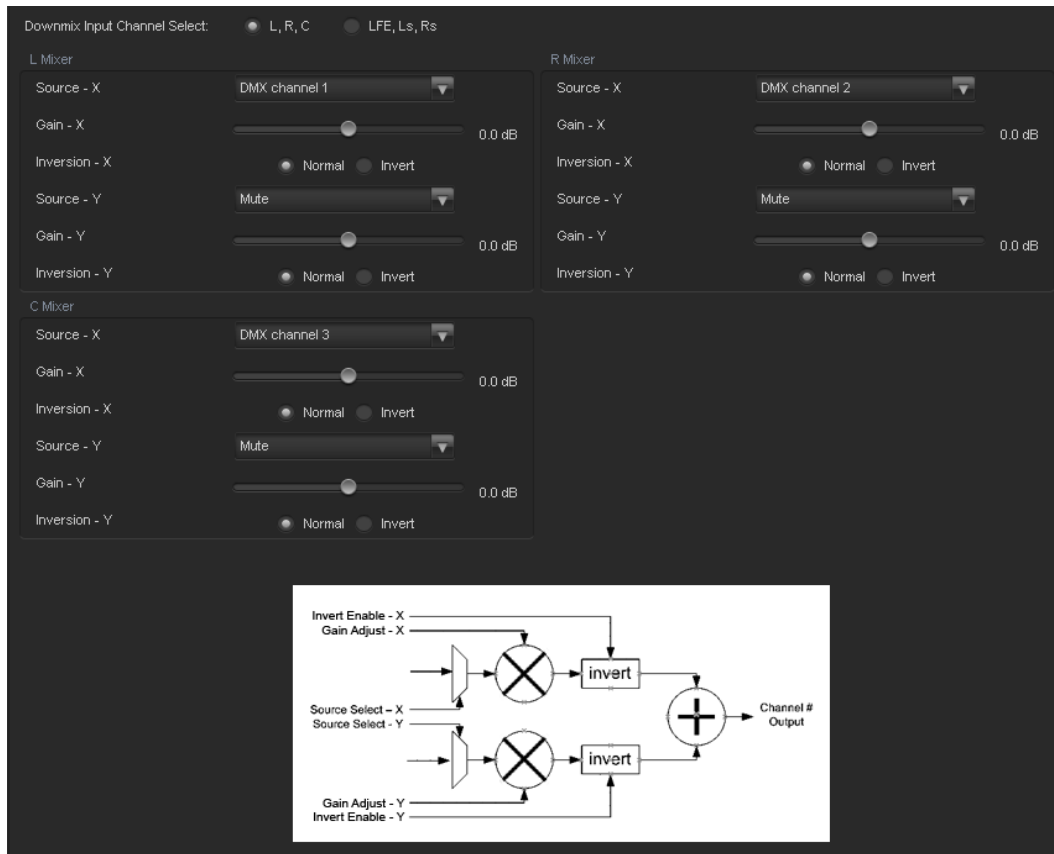 Downmix Input Channel Select: L, R, C LFE, Ls, Rs
L Mixer
Source - X DMX channel 1
Gain - X 0.0 dB
Inversion - X Normal Invert
Source - Y Mute
Gain - Y 0.0 dB
Inversion - Y Normal Invert
R Mixer
Source - X DMX channel 2
Gain - X 0.0 dB
Inversion - X Normal Invert
Source - Y Mute
Gain - Y 0.0 dB
Inversion - Y Normal Invert
C Mixer
Source - X DMX channel 3
Gain - X 0.0 dB
Inversion - X Normal Invert
Source - Y Mute
Gain - Y 0.0 dB
Inversion - Y Normal Invert
Invert Enable - X
Gain Adjust - X
invert
Source Select – X
Source Select - Y
Channel #
Output
invert
Gain Adjust - Y
Invert Enable - Y